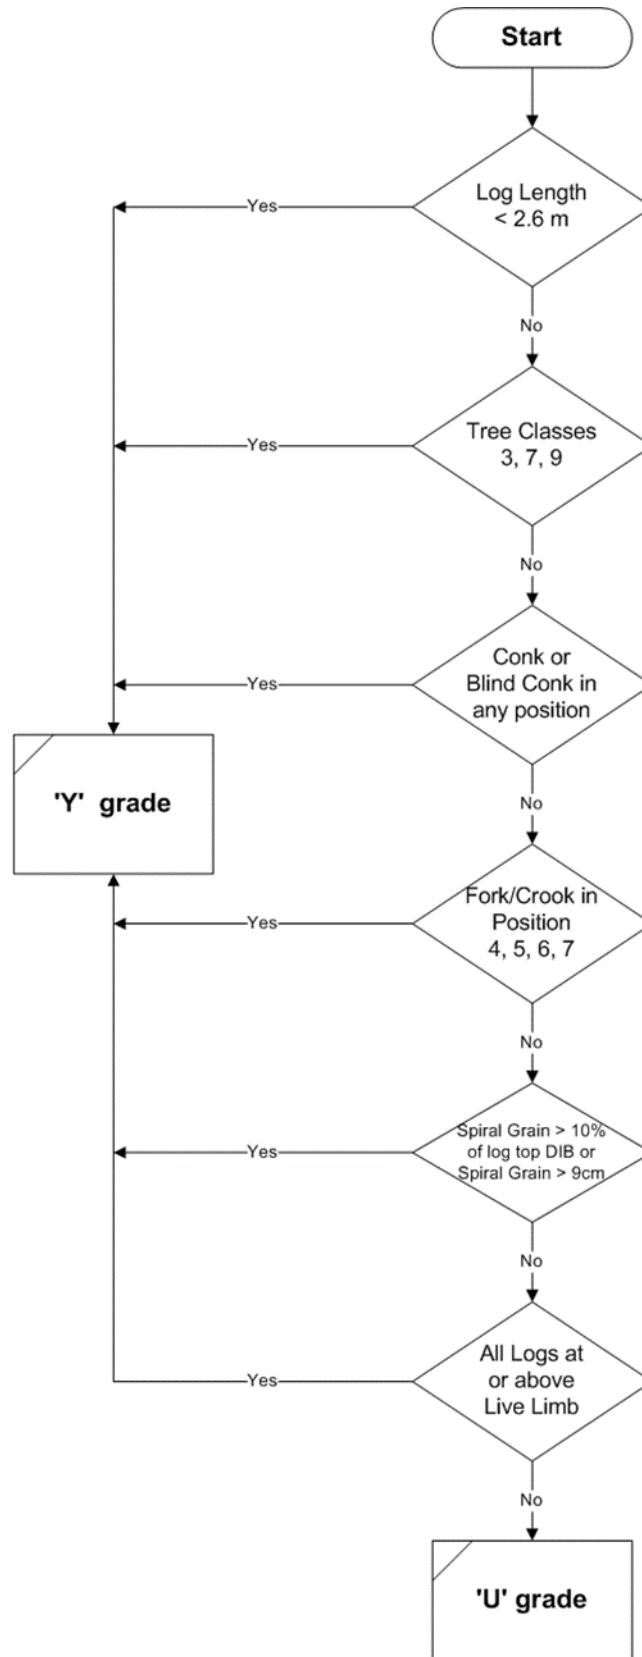 Start
Log Length
< 2.6 m
Yes
No
Tree Classes
3, 7, 9
Yes
No
Conk or
Blind Conk in
any position
Yes
No
'Y' grade
Fork/Crook in
Position
4, 5, 6, 7
Yes
No
Spiral Grain > 10%
of log top DIB or
Spiral Grain > 9cm
Yes
No
All Logs at
or above
Live Limb
Yes
No
'U' grade